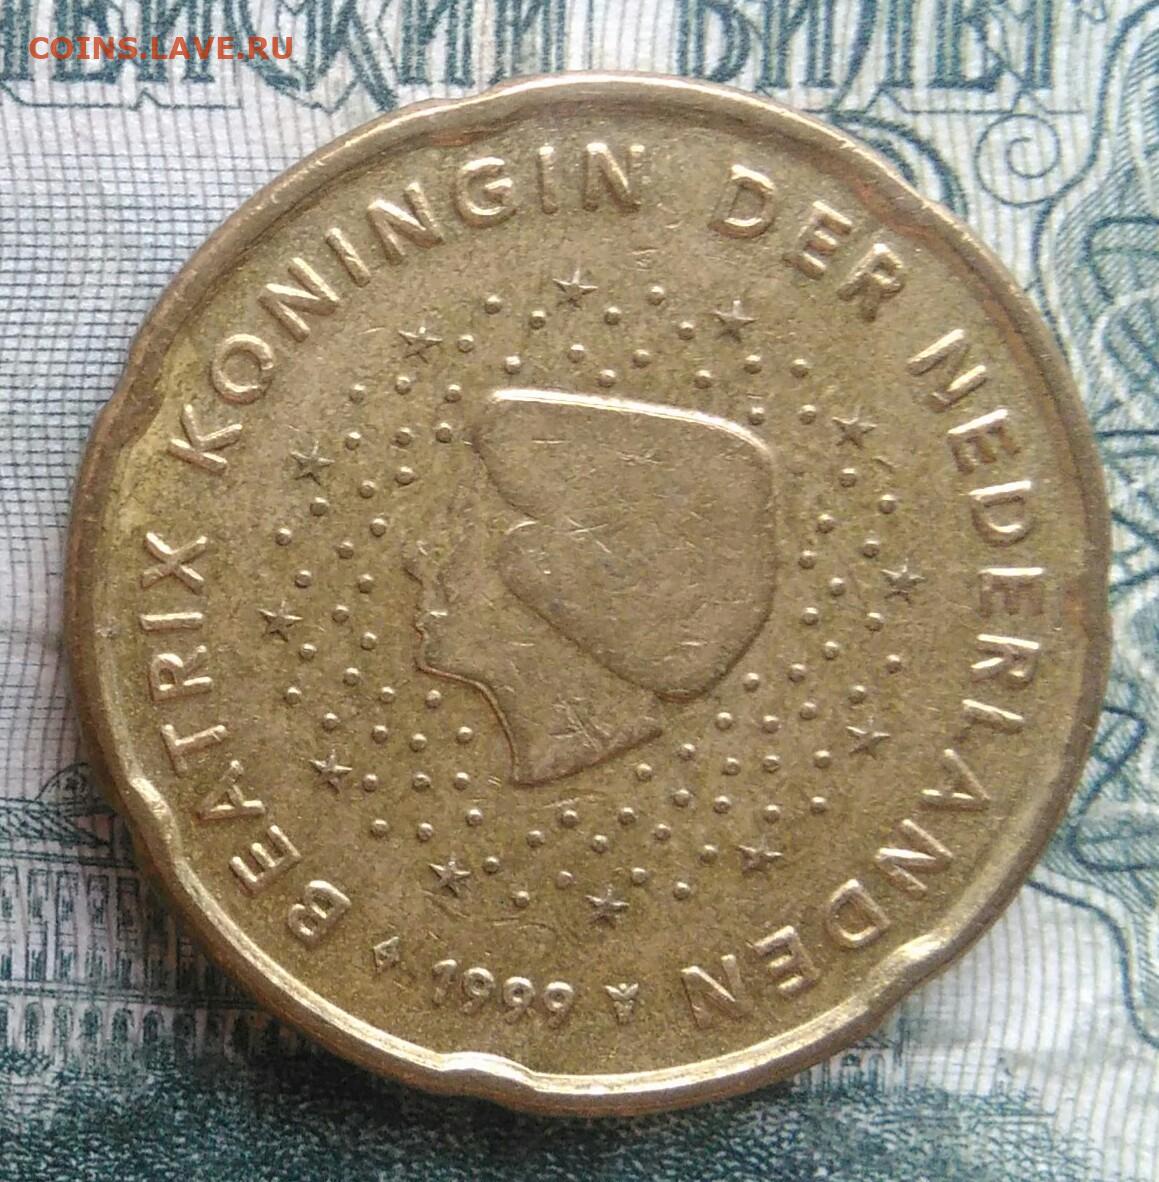 COINS.LAVE.RU
BEATRIX KONINGIN DER NEDERLANDEN
1999